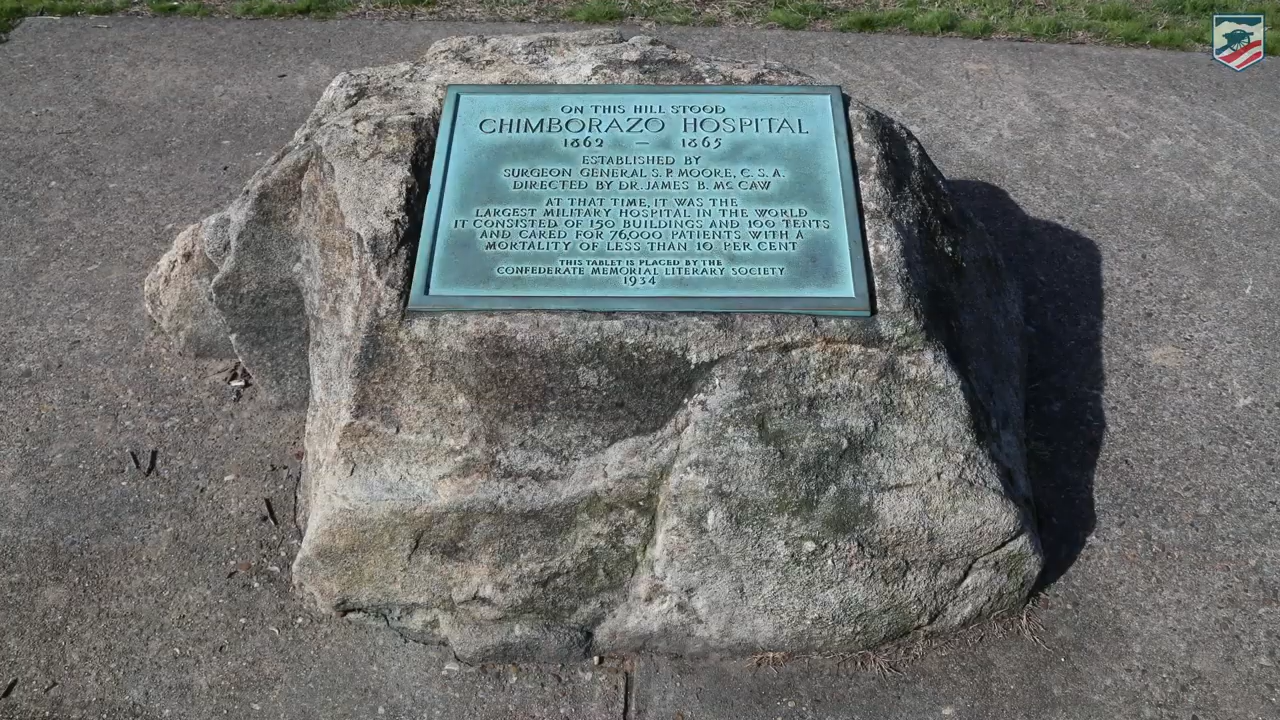 ON THIS HILL STOOD
CHIMBORAZO HOSPITAL
1862 — 1865
ESTABLISHED BY
SURGEON GENERAL S. P. MOORE, C. S. A.
DIRECTED BY DR. JAMES B. MC CAW
AT THAT TIME, IT WAS THE
LARGEST MILITARY HOSPITAL IN THE WORLD
IT CONSISTED OF 150 BUILDINGS AND 100 TENTS
AND CARED FOR 76,000 PATIENTS WITH A
MORTALITY OF LESS THAN 10 PER CENT
THIS TABLET IS PLACED BY THE
CONFEDERATE MEMORIAL LITERARY SOCIETY
1934